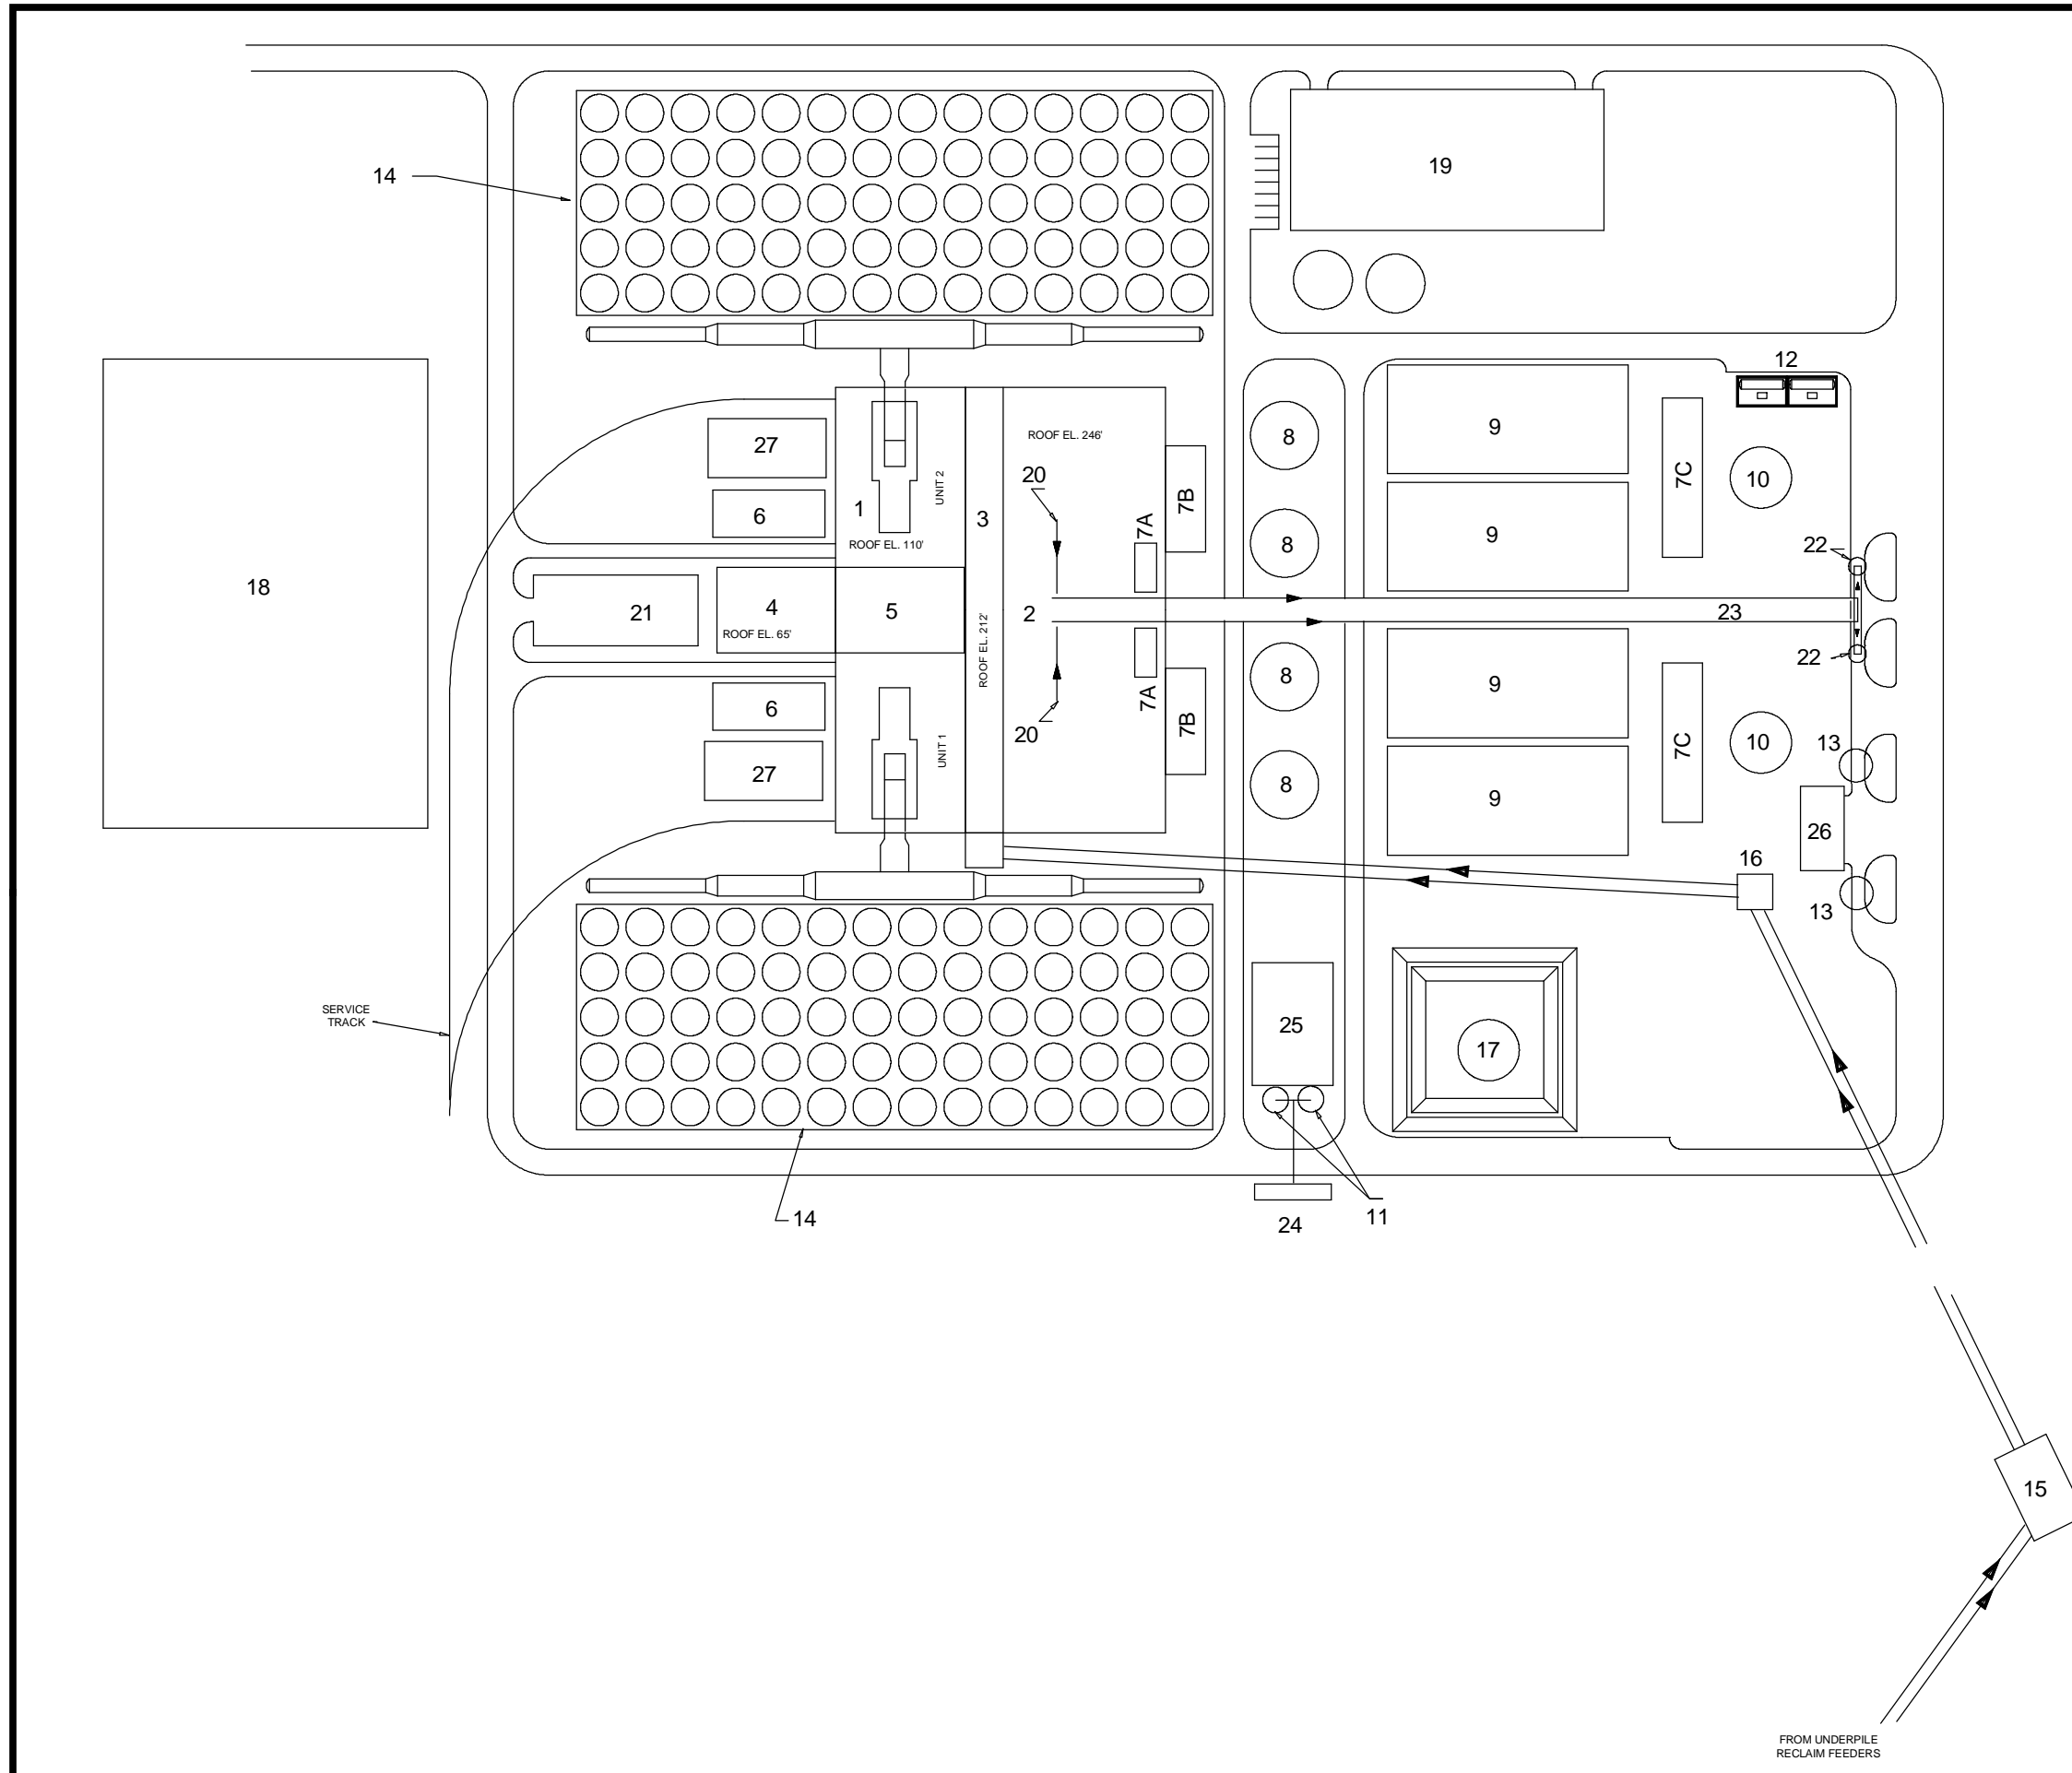 19
14
12
ROOF EL. 246'
27
9
8
20
7C
10
UNIT 2
7B
1
6
3
7A
9
8
22
ROOF EL. 110'
18
21
4
5
2
23
ROOF EL. 65'
ROOF EL. 212'
22
8
9
6
7A
7B
20
UNIT 1
7C
10
13
27
8
9
26
16
13
SERVICE
TRACK
25
17
14
24
11
15
FROM UNDERPILE
RECLAIM FEEDERS